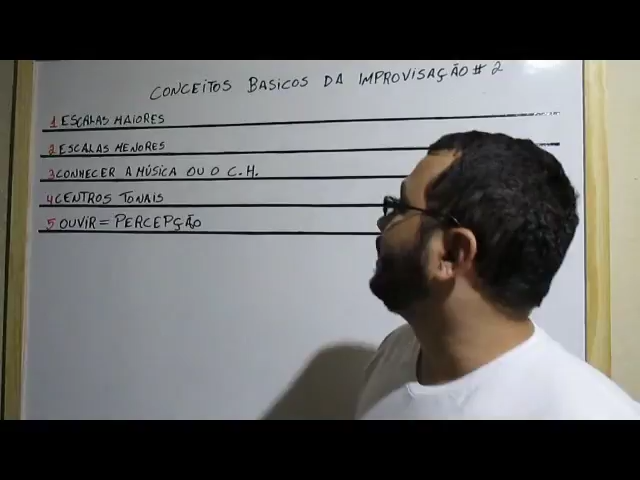 CONCEITOS BASICOS DA IMPROVISAÇÃO # 2
1 ESCALAS MAIORES
2 ESCALAS MENORES
3 CONHECER A MÚSICA OU O C.H.
4 CENTROS TONAIS
5 OUVIR = PERCEPÇÃO